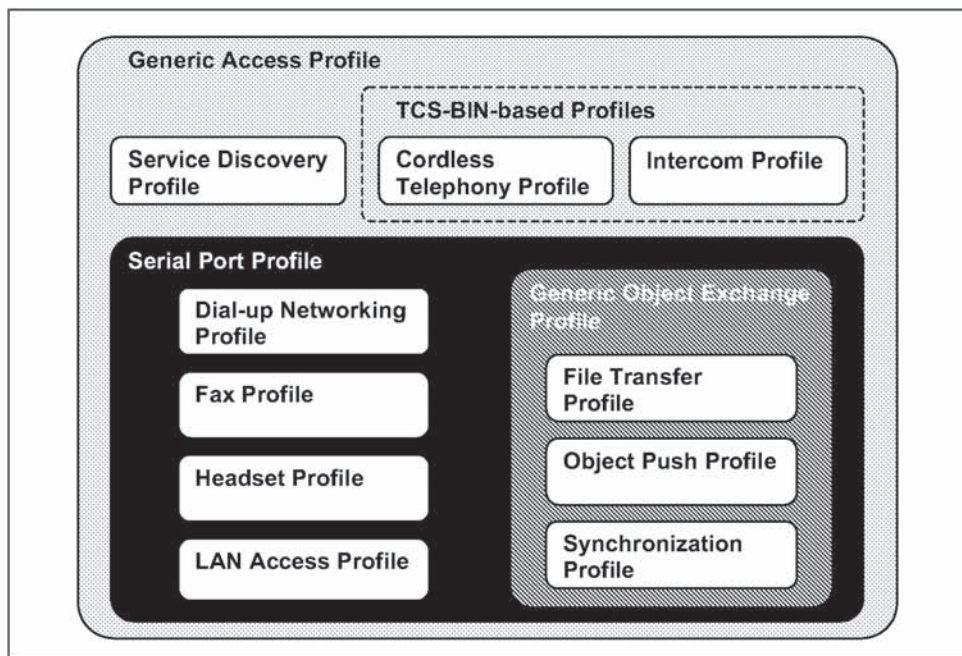 Generic Access Profile
TCS-BIN-based Profiles
Service Discovery
Profile
Cordless
Telephony Profile
Intercom Profile
Serial Port Profile
Dial-up Networking
Profile
Fax Profile
Headset Profile
LAN Access Profile
Generic Object Exchange
Profile
File Transfer
Profile
Object Push Profile
Synchronization
Profile